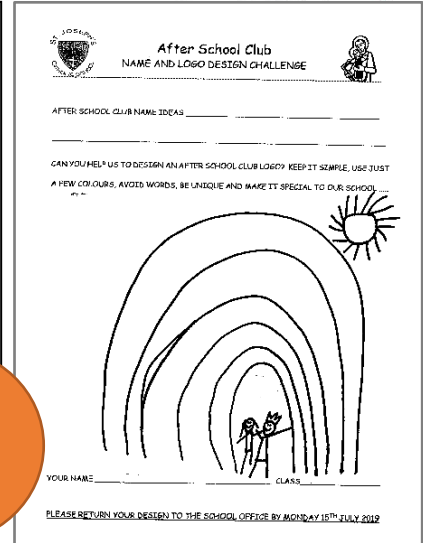 ST JOSEPH'S
After School Club
NAME AND LOGO DESIGN CHALLENGE
AFTER SCHOOL CLUB NAME IDEAS
CAN YOU HELP US TO DESIGN AN AFTER SCHOOL CLUB LOGO? KEEP IT SIMPLE, USE JUST
A FEW COLOURS, AVOID WORDS, BE UNIQUE AND MAKE IT SPECIAL TO OUR SCHOOL ....
YOUR NAME CLASS
PLEASE RETURN YOUR DESIGN TO THE SCHOOL OFFICE BY MONDAY 15TH JULY 2019